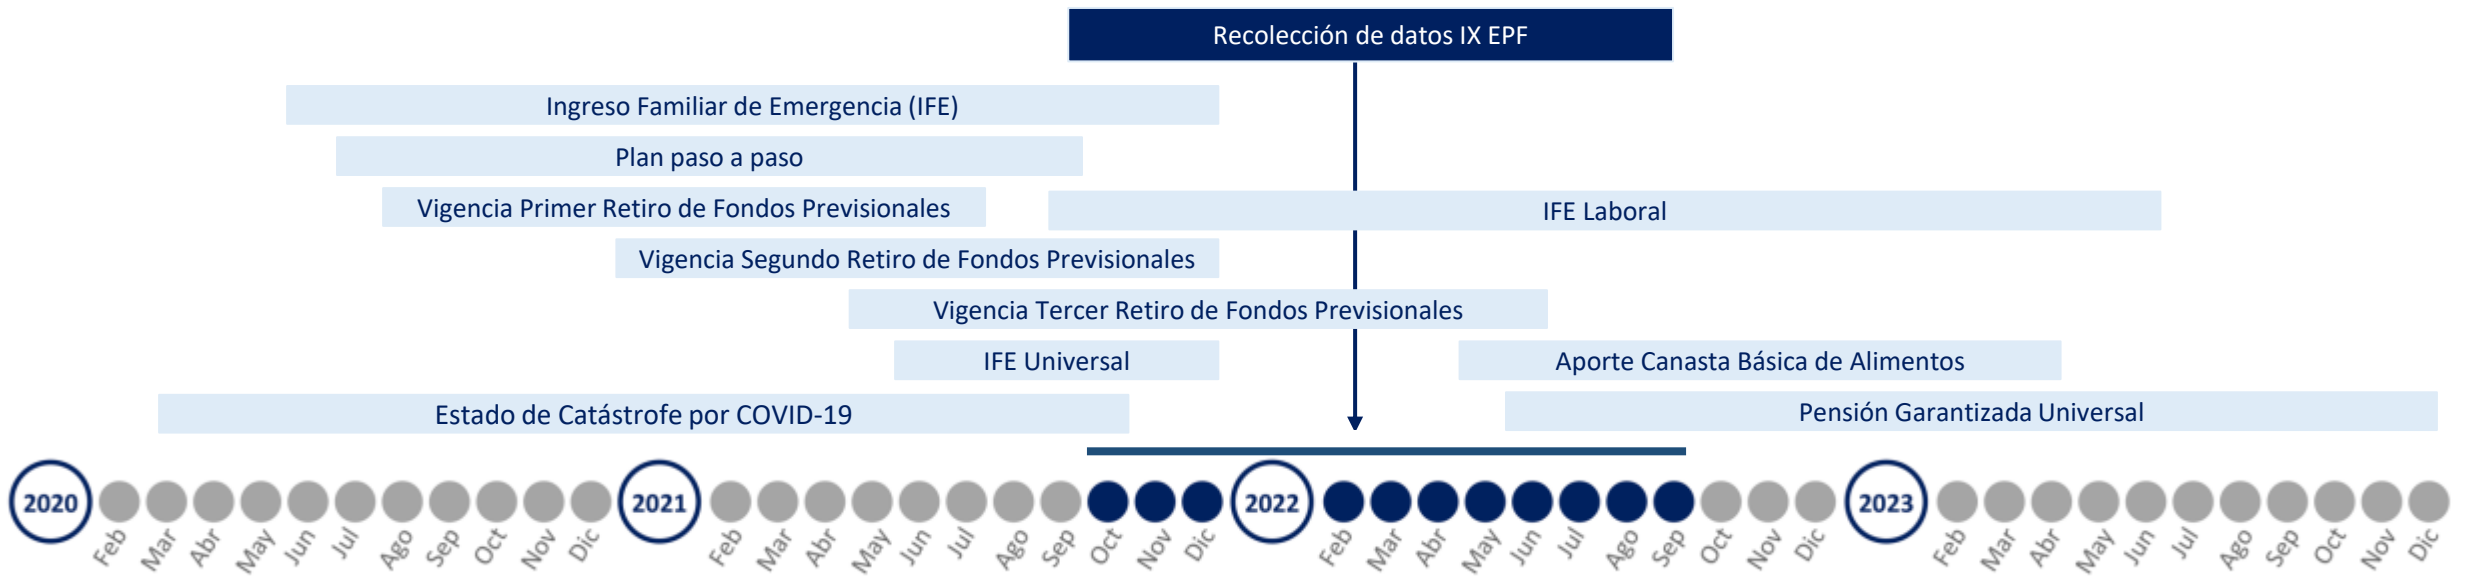 Recolección de datos IX EPF
Ingreso Familiar de Emergencia (IFE)
Plan paso a paso
Vigencia Primer Retiro de Fondos Previsionales
IFE Laboral
Vigencia Segundo Retiro de Fondos Previsionales
Vigencia Tercer Retiro de Fondos Previsionales
IFE Universal
Aporte Canasta Básica de Alimentos
Estado de Catástrofe por COVID-19
Pensión Garantizada Universal
2020 2021 2022 2023
Feb Mar Abr May Jun Jul Ago Sep Oct Nov Dic Feb Mar Abr May Jun Jul Ago Sep Oct Nov Dic Feb Mar Abr May Jun Jul Ago Sep Oct Nov Dic Feb Mar Abr May Jun Jul Ago Sep Oct Nov Dic